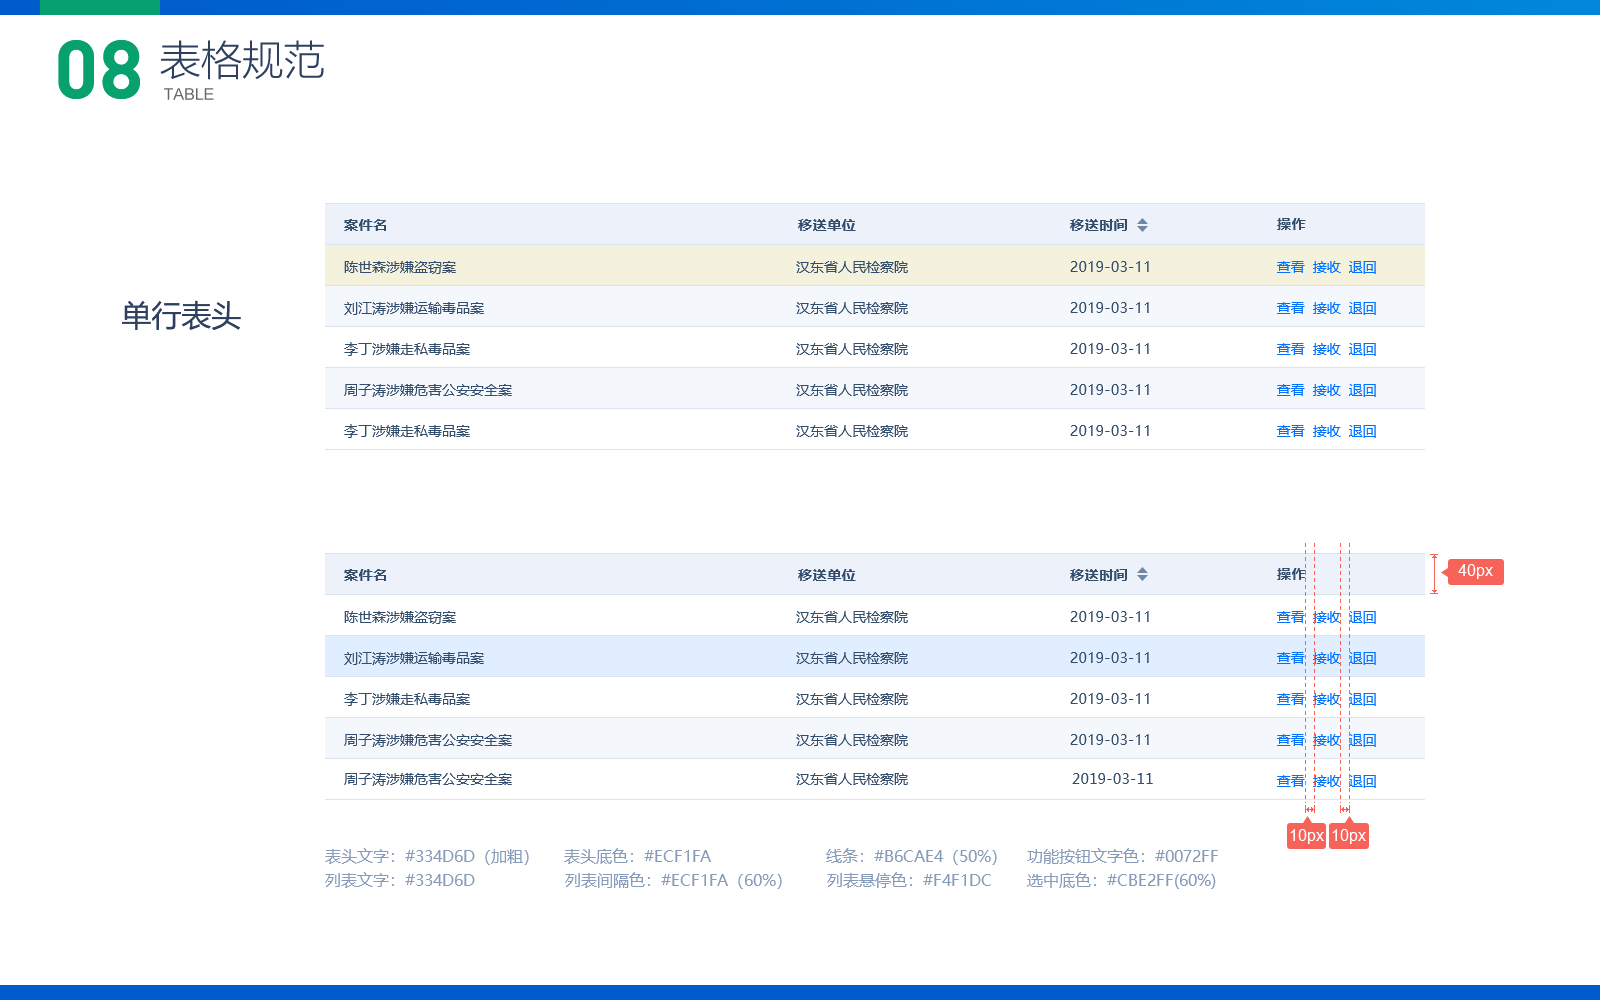 08 表格规范
TABLE
单行表头
案件名 移送单位 移送时间 操作
陈世森涉嫌盗窃案 汉东省人民检察院 2019-03-11 查看 接收 退回
刘江涛涉嫌运输毒品案 汉东省人民检察院 2019-03-11 查看 接收 退回
李丁涉嫌走私毒品案 汉东省人民检察院 2019-03-11 查看 接收 退回
周子涛涉嫌危害公安安全案 汉东省人民检察院 2019-03-11 查看 接收 退回
李丁涉嫌走私毒品案 汉东省人民检察院 2019-03-11 查看 接收 退回
案件名 移送单位 移送时间 操作 40px
陈世森涉嫌盗窃案 汉东省人民检察院 2019-03-11 查看 接收 退回
刘江涛涉嫌运输毒品案 汉东省人民检察院 2019-03-11 查看 接收 退回
李丁涉嫌走私毒品案 汉东省人民检察院 2019-03-11 查看 接收 退回
周子涛涉嫌危害公安安全案 汉东省人民检察院 2019-03-11 查看 接收 退回
周子涛涉嫌危害公安安全案 汉东省人民检察院 2019-03-11 查看 接收 退回
10px 10px
表头文字：#334D6D（加粗） 表头底色：#ECF1FA 线条：#B6CAE4（50%） 功能按钮文字色：#0072FF
列表文字：#334D6D 列表间隔色：#ECF1FA（60%） 列表悬停色：#F4F1DC 选中底色：#CBE2FF(60%)